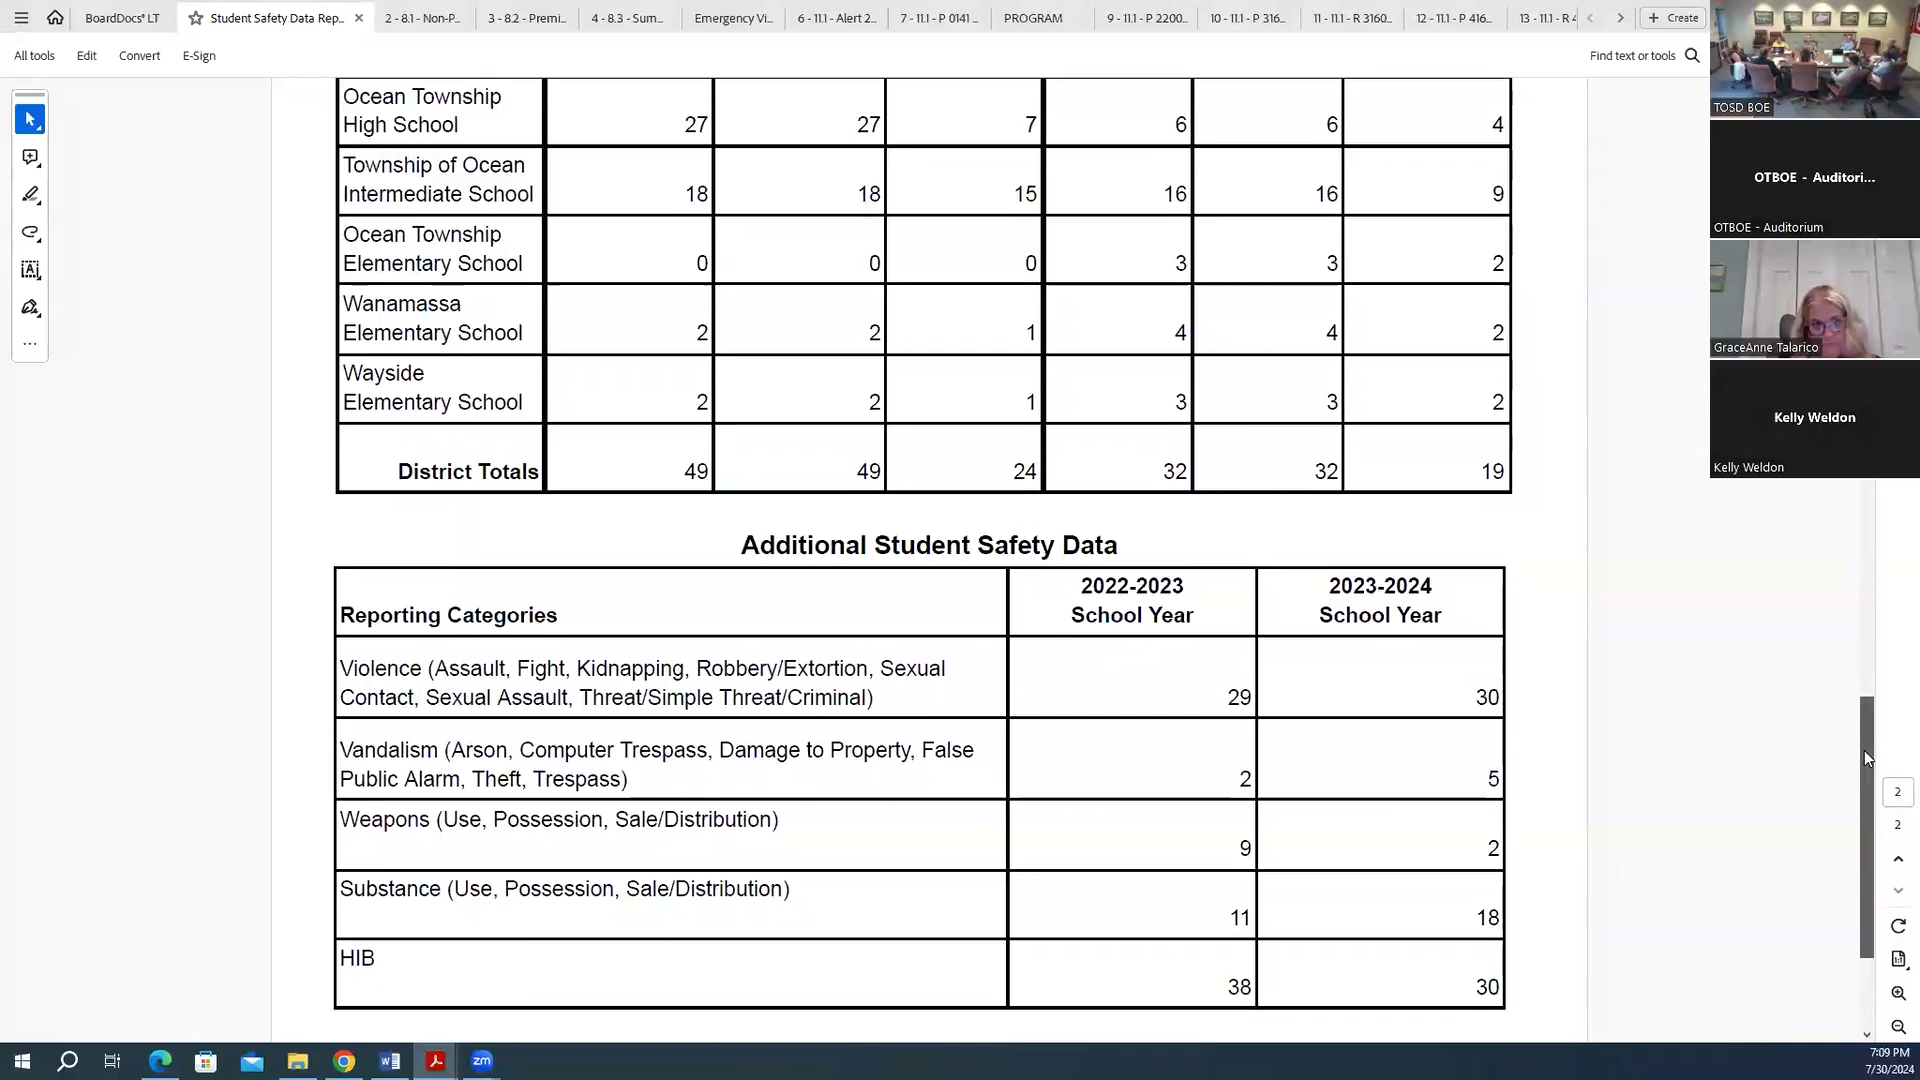 BoardDocs® LT
Student Safety Data Rep...
2 - 8.1 - Non-P...
3 - 8.2 - Premi...
4 - 8.3 - Sum...
Emergency Vi...
6 - 11.1 - Alert 2...
7 - 11.1 - P 0141 ...
PROGRAM
9 - 11.1 - P 2200...
10 - 11.1 - P 316...
11 - 11.1 - R 3160...
12 - 11.1 - P 416...
13 - 11.1 - R 4
Create
All tools
Edit
Convert
E-Sign
Find text or tools
Ocean Township
High School 27 27 7 6 6 4
Township of Ocean
Intermediate School 18 18 15 16 16 9
Ocean Township
Elementary School 0 0 0 3 3 2
Wanamassa
Elementary School 2 2 1 4 4 2
Wayside
Elementary School 2 2 1 3 3 2
District Totals 49 49 24 32 32 19
Additional Student Safety Data
2022-2023 2023-2024
Reporting Categories School Year School Year
Violence (Assault, Fight, Kidnapping, Robbery/Extortion, Sexual
Contact, Sexual Assault, Threat/Simple Threat/Criminal) 29 30
Vandalism (Arson, Computer Trespass, Damage to Property, False
Public Alarm, Theft, Trespass) 2 5
Weapons (Use, Possession, Sale/Distribution)
9 2
Substance (Use, Possession, Sale/Distribution)
11 18
HIB
38 30
TOSD BOE
OTBOE - Auditori...
OTBOE - Auditorium
GraceAnne Talarico
Kelly Weldon
Kelly Weldon
2
2
zm
7:09 PM
7/30/2024